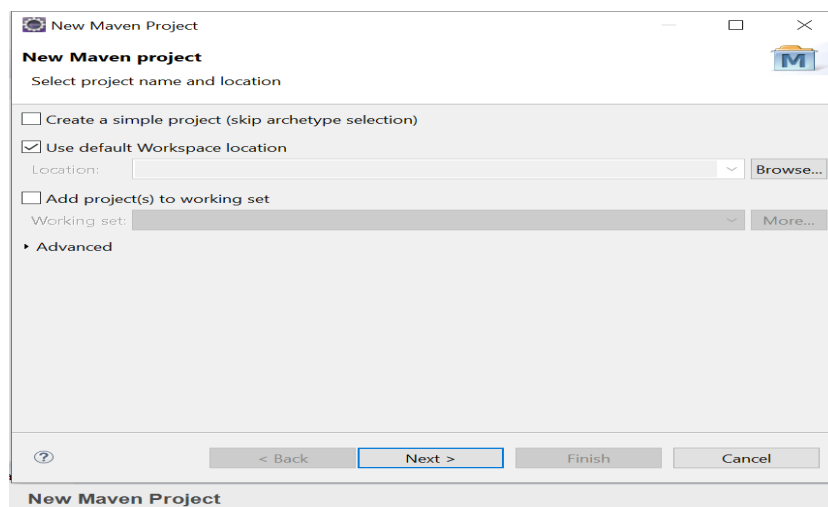 New Maven Project
New Maven project
M
Select project name and location
Create a simple project (skip archetype selection)
Use default Workspace location
Location: Browse...
Add project(s) to working set
Working set: More...
Advanced
? < Back Next > Finish Cancel
New Maven Project